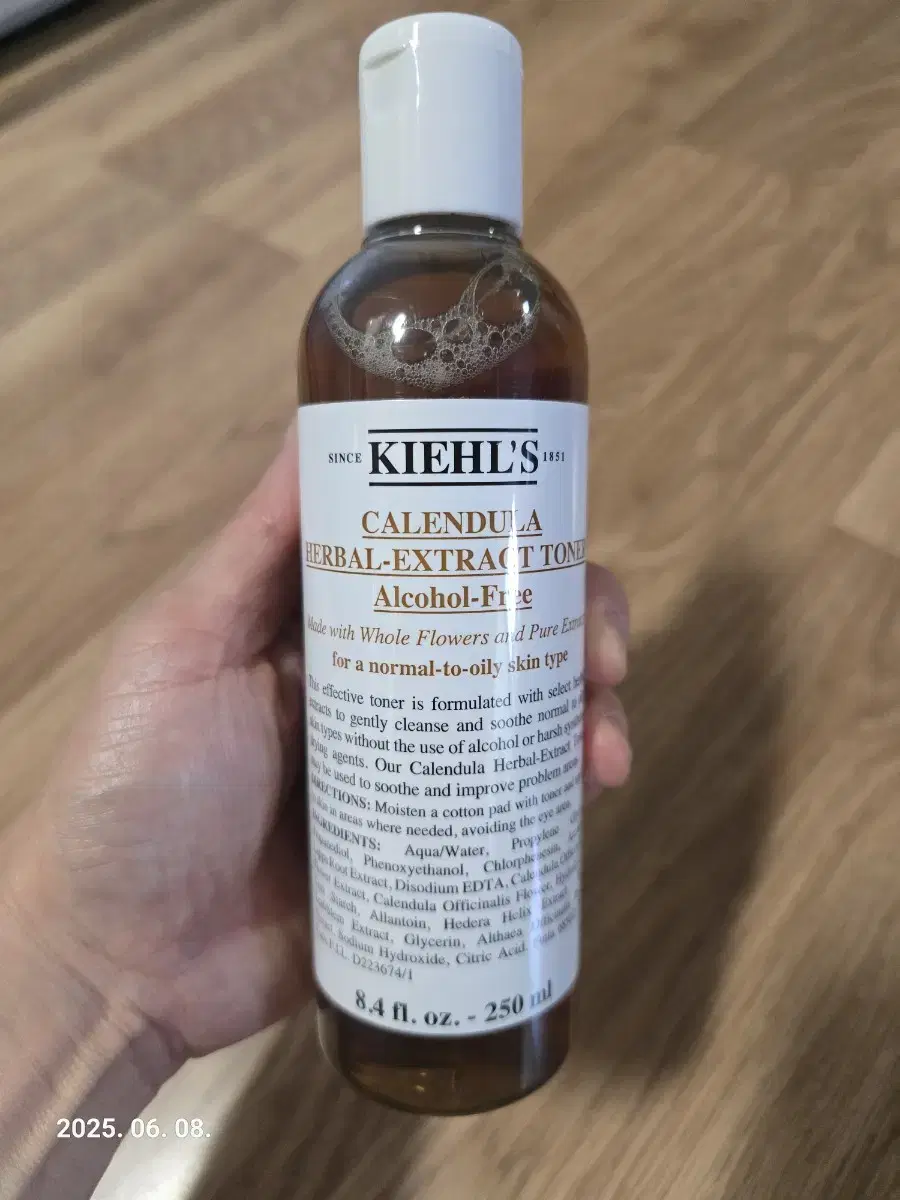 SINCE KIEHL'S 1851
CALENDULA
HERBAL-EXTRACT TONER
Alcohol-Free
Made with Whole Flowers and Pure
for a normal-to-oily skin type
This effective toner is formulated with select
extracts to gently cleanse and soothe normal
skin types without the use of alcohol or harsh
drying agents. Our Calendula Herbal-Extract
may be used to soothe and improve problem areas.
DIRECTIONS: Moisten a cotton pad with toner and
in areas where needed, avoiding the eye area.
INGREDIENTS: Aqua/Water, Propylene
Phenoxyethanol, Chlorphenesin,
Root Extract, Disodium EDTA, Calendula
Extract, Calendula Officinalis Flower,
Allantoin, Hedera Helix Extract
Extract, Glycerin, Althaea Officinalis
Sodium Hydroxide, Citric Acid.
F.I.L. D223674/1
8.4 fl. oz. - 250 ml
2025. 06. 08.